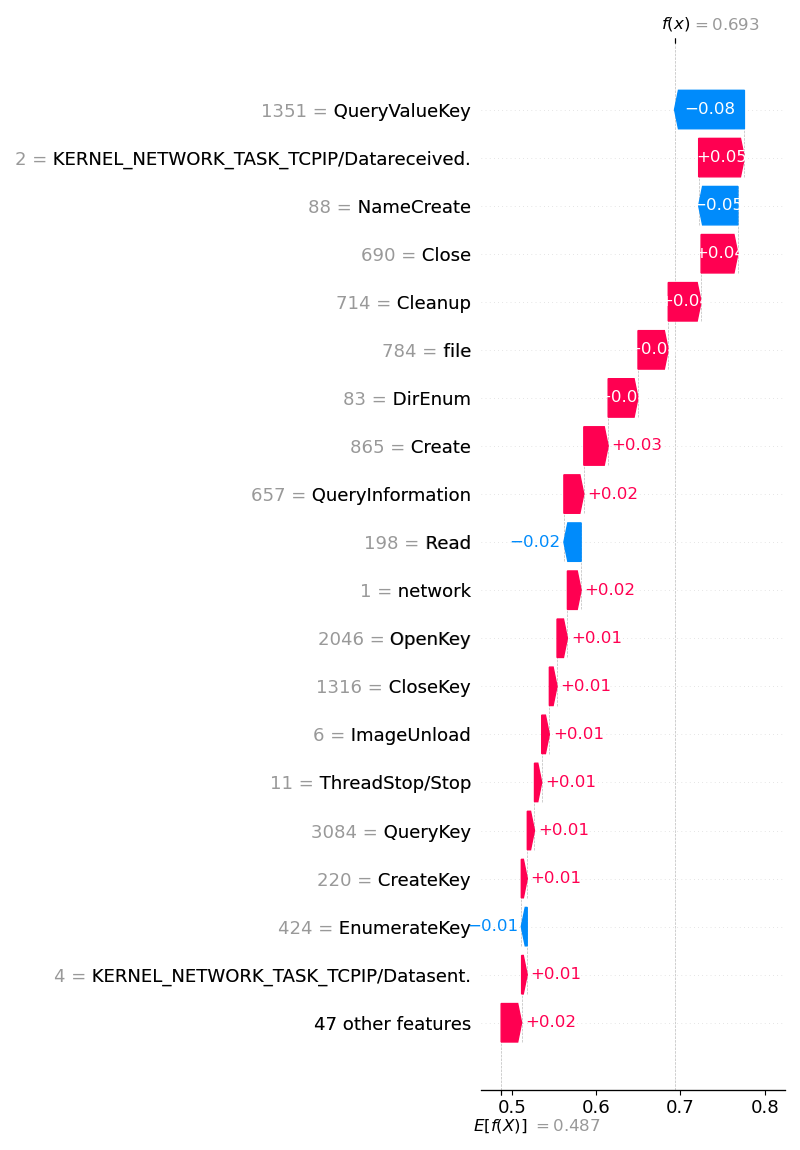 f(x) = 0.693
1351 = QueryValueKey −0.08
2 = KERNEL_NETWORK_TASK_TCPIP/Datareceived. +0.05
88 = NameCreate −0.05
690 = Close +0.04
714 = Cleanup
784 = file
83 = DirEnum
865 = Create +0.03
657 = QueryInformation +0.02
198 = Read −0.02
1 = network +0.02
2046 = OpenKey +0.01
1316 = CloseKey +0.01
6 = ImageUnload +0.01
11 = ThreadStop/Stop +0.01
3084 = QueryKey +0.01
220 = CreateKey +0.01
424 = EnumerateKey −0.01
4 = KERNEL_NETWORK_TASK_TCPIP/Datasent. +0.01
47 other features +0.02
0.5 0.6 0.7 0.8
E[f(X)] = 0.487